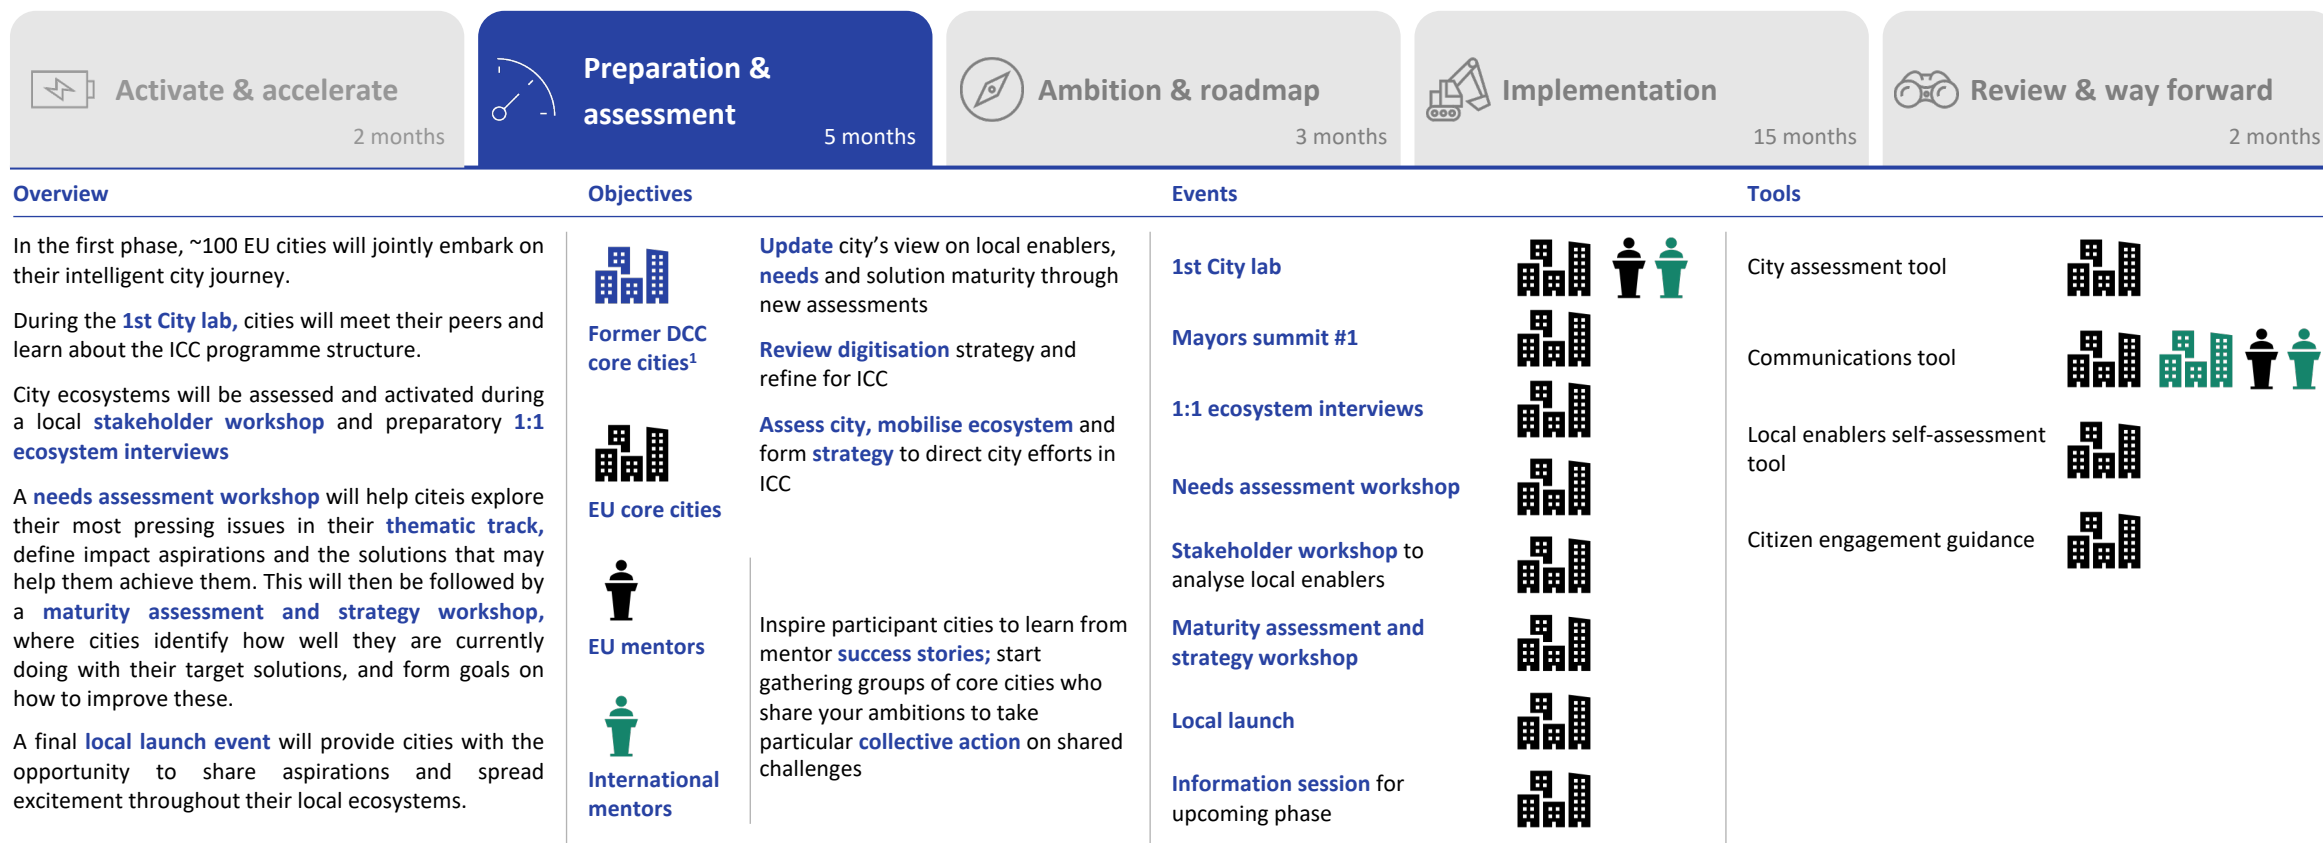 Activate & accelerate
2 months
Preparation &
assessment
5 months
Ambition & roadmap
3 months
Implementation
15 months
Review & way forward
2 months
Overview
In the first phase, ~100 EU cities will jointly embark on
their intelligent city journey.
During the 1st City lab, cities will meet their peers and
learn about the ICC programme structure.
City ecosystems will be assessed and activated during
a local stakeholder workshop and preparatory 1:1
ecosystem interviews
A needs assessment workshop will help citeis explore
their most pressing issues in their thematic track,
define impact aspirations and the solutions that may
help them achieve them. This will then be followed by
a maturity assessment and strategy workshop,
where cities identify how well they are currently
doing with their target solutions, and form goals on
how to improve these.
A final local launch event will provide cities with the
opportunity to share aspirations and spread
excitement throughout their local ecosystems.
Objectives
Former DCC
core cities1
EU core cities
Update city's view on local enablers,
needs and solution maturity through
new assessments
Review digitisation strategy and
refine for ICC
Assess city, mobilise ecosystem and
form strategy to direct city efforts in
ICC
EU mentors
International
mentors
Inspire participant cities to learn from
mentor success stories; start
gathering groups of core cities who
share your ambitions to take
particular collective action on shared
challenges
Events
1st City lab
Mayors summit #1
1:1 ecosystem interviews
Needs assessment workshop
Stakeholder workshop to
analyse local enablers
Maturity assessment and
strategy workshop
Local launch
Information session for
upcoming phase
Tools
City assessment tool
Communications tool
Local enablers self-assessment
tool
Citizen engagement guidance